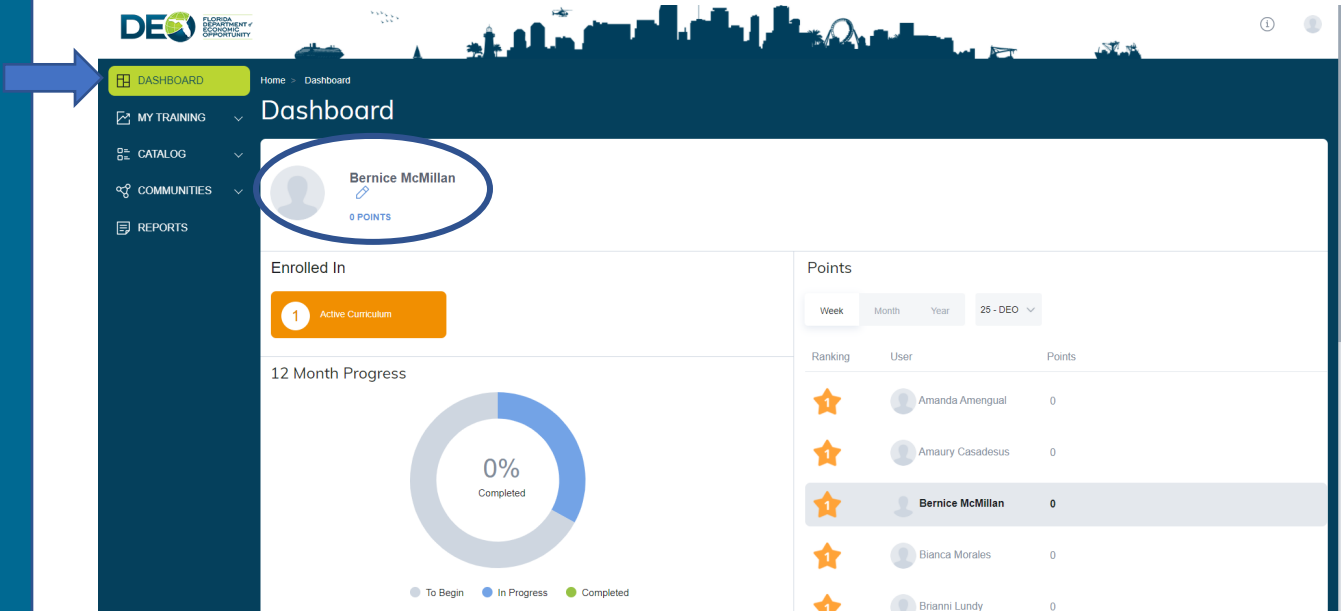 DEO
FLORIDA
DEPARTMENT of
ECONOMIC
OPPORTUNITY
DASHBOARD
MY TRAINING
CATALOG
COMMUNITIES
REPORTS
Home > Dashboard
Dashboard
Bernice McMillan
0 POINTS
Enrolled In
1 Active Curriculum
12 Month Progress
0%
Completed
To Begin In Progress Completed
Points
Week Month Year 25 - DEO
Ranking User Points
1 Amanda Amengual 0
1 Amaury Casadesus 0
1 Bernice McMillan 0
1 Bianca Morales 0
1 Brianni Lundy 0